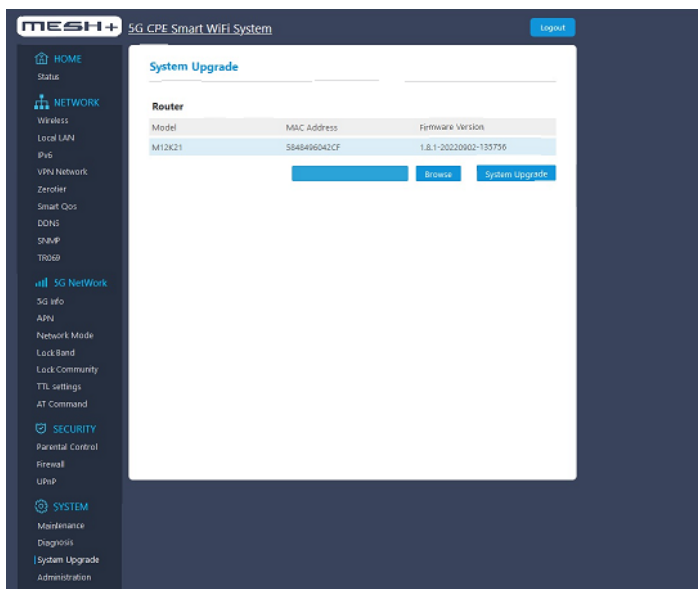 MESH+ 5G CPE Smart WiFi System Logout
HOME
Status
NETWORK
Wireless
Local LAN
IPv6
VPN Network
Zerotier
Smart Qos
DDNS
SNMP
TR069
5G NetWork
5G info
APN
Network Mode
Lock Band
Lock Community
TTL settings
AT Command
SECURITY
Parental Control
Firewall
UPnP
SYSTEM
Maintenance
Diagnosis
System Upgrade
Administration
System Upgrade
Router
Model MAC Address Firmware Version
M12K21 5848496042CF 1.8.1-20220902-135756
Browse System Upgrade